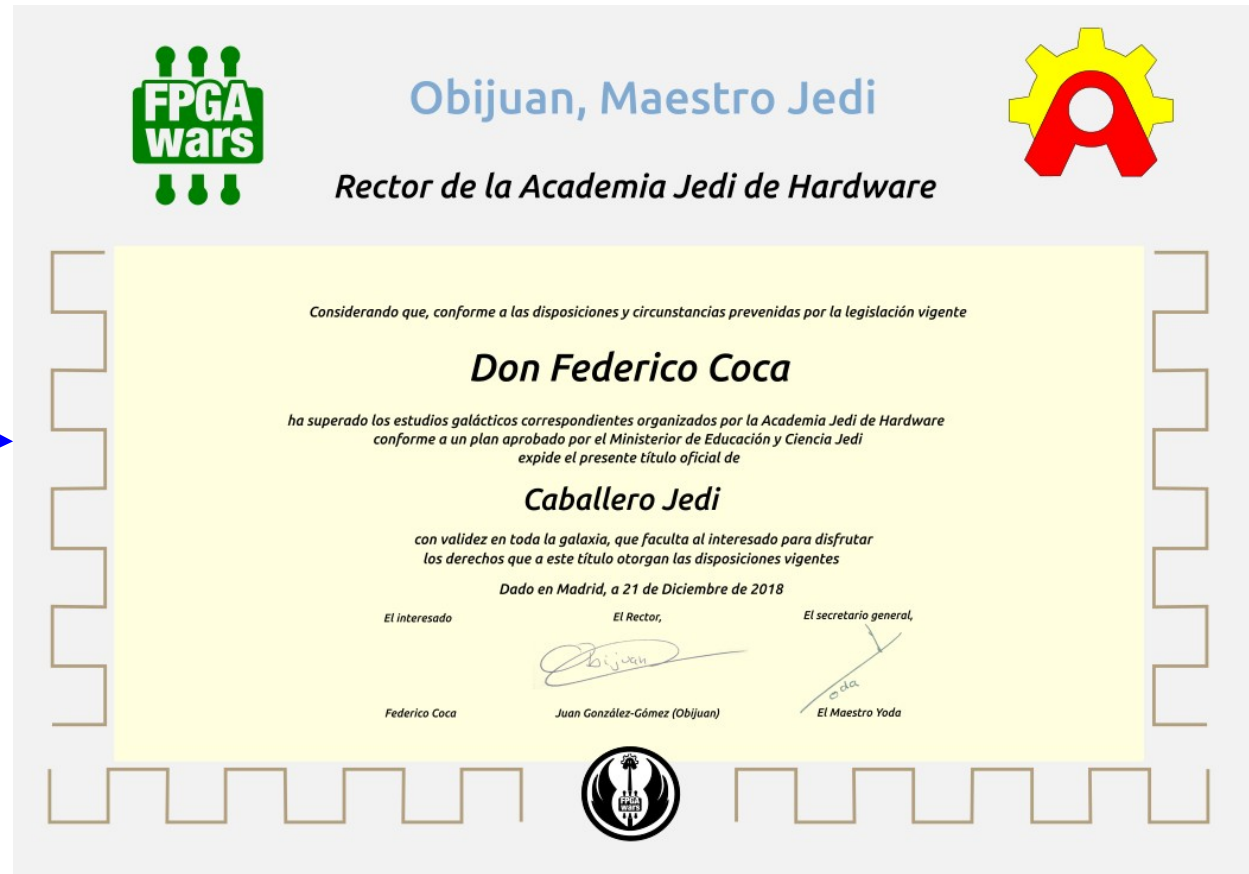 FPGA
wars
Obijuan, Maestro Jedi
Rector de la Academia Jedi de Hardware
Considerando que, conforme a las disposiciones y circunstancias prevenidas por la legislación vigente
Don Federico Coca
ha superado los estudios galácticos correspondientes organizados por la Academia Jedi de Hardware
conforme a un plan aprobado por el Ministerior de Educación y Ciencia Jedi
expide el presente título oficial de
Caballero Jedi
con validez en toda la galaxia, que faculta al interesado para disfrutar
los derechos que a este título otorgan las disposiciones vigentes
Dado en Madrid, a 21 de Diciembre de 2018
El interesado El Rector, El secretario general,
Obijuan Yoda
Federico Coca Juan González-Gómez (Obijuan) El Maestro Yoda
FPGA
wars